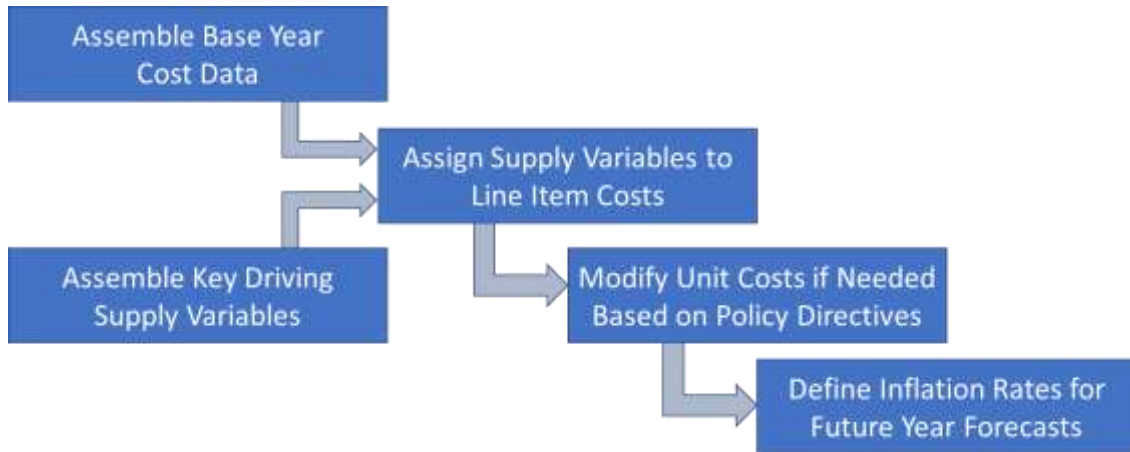 Assemble Base Year
Cost Data
Assign Supply Variables to
Line Item Costs
Assemble Key Driving
Supply Variables
Modify Unit Costs if Needed
Based on Policy Directives
Define Inflation Rates for
Future Year Forecasts